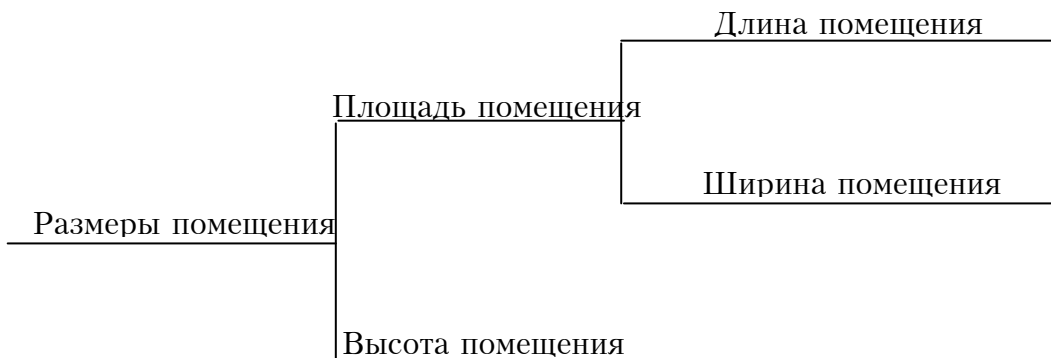 Длина помещения
Площадь помещения
Ширина помещения
Размеры помещения
Высота помещения